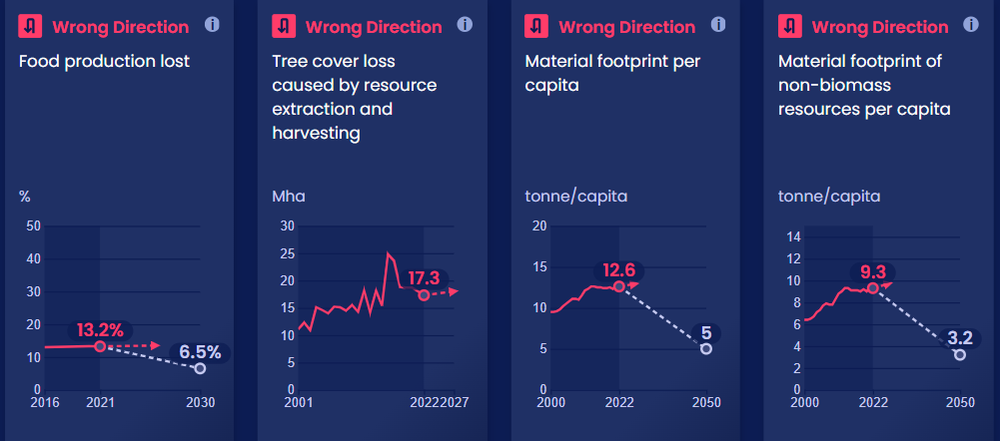 Wrong Direction
i
Food production lost
%
50
40
30
20
10
0
13.2%
6.5%
2016
2021
2030
Wrong Direction
i
Tree cover loss
caused by resource
extraction and
harvesting
Mha
30
25
20
15
10
5
0
17.3
2001
2022
2027
Wrong Direction
i
Material footprint per
capita
tonne/capita
20
15
10
5
0
12.6
5
2000
2022
2050
Wrong Direction
i
Material footprint of
non-biomass
resources per capita
tonne/capita
14
12
10
8
6
4
2
0
9.3
3.2
2000
2022
2050